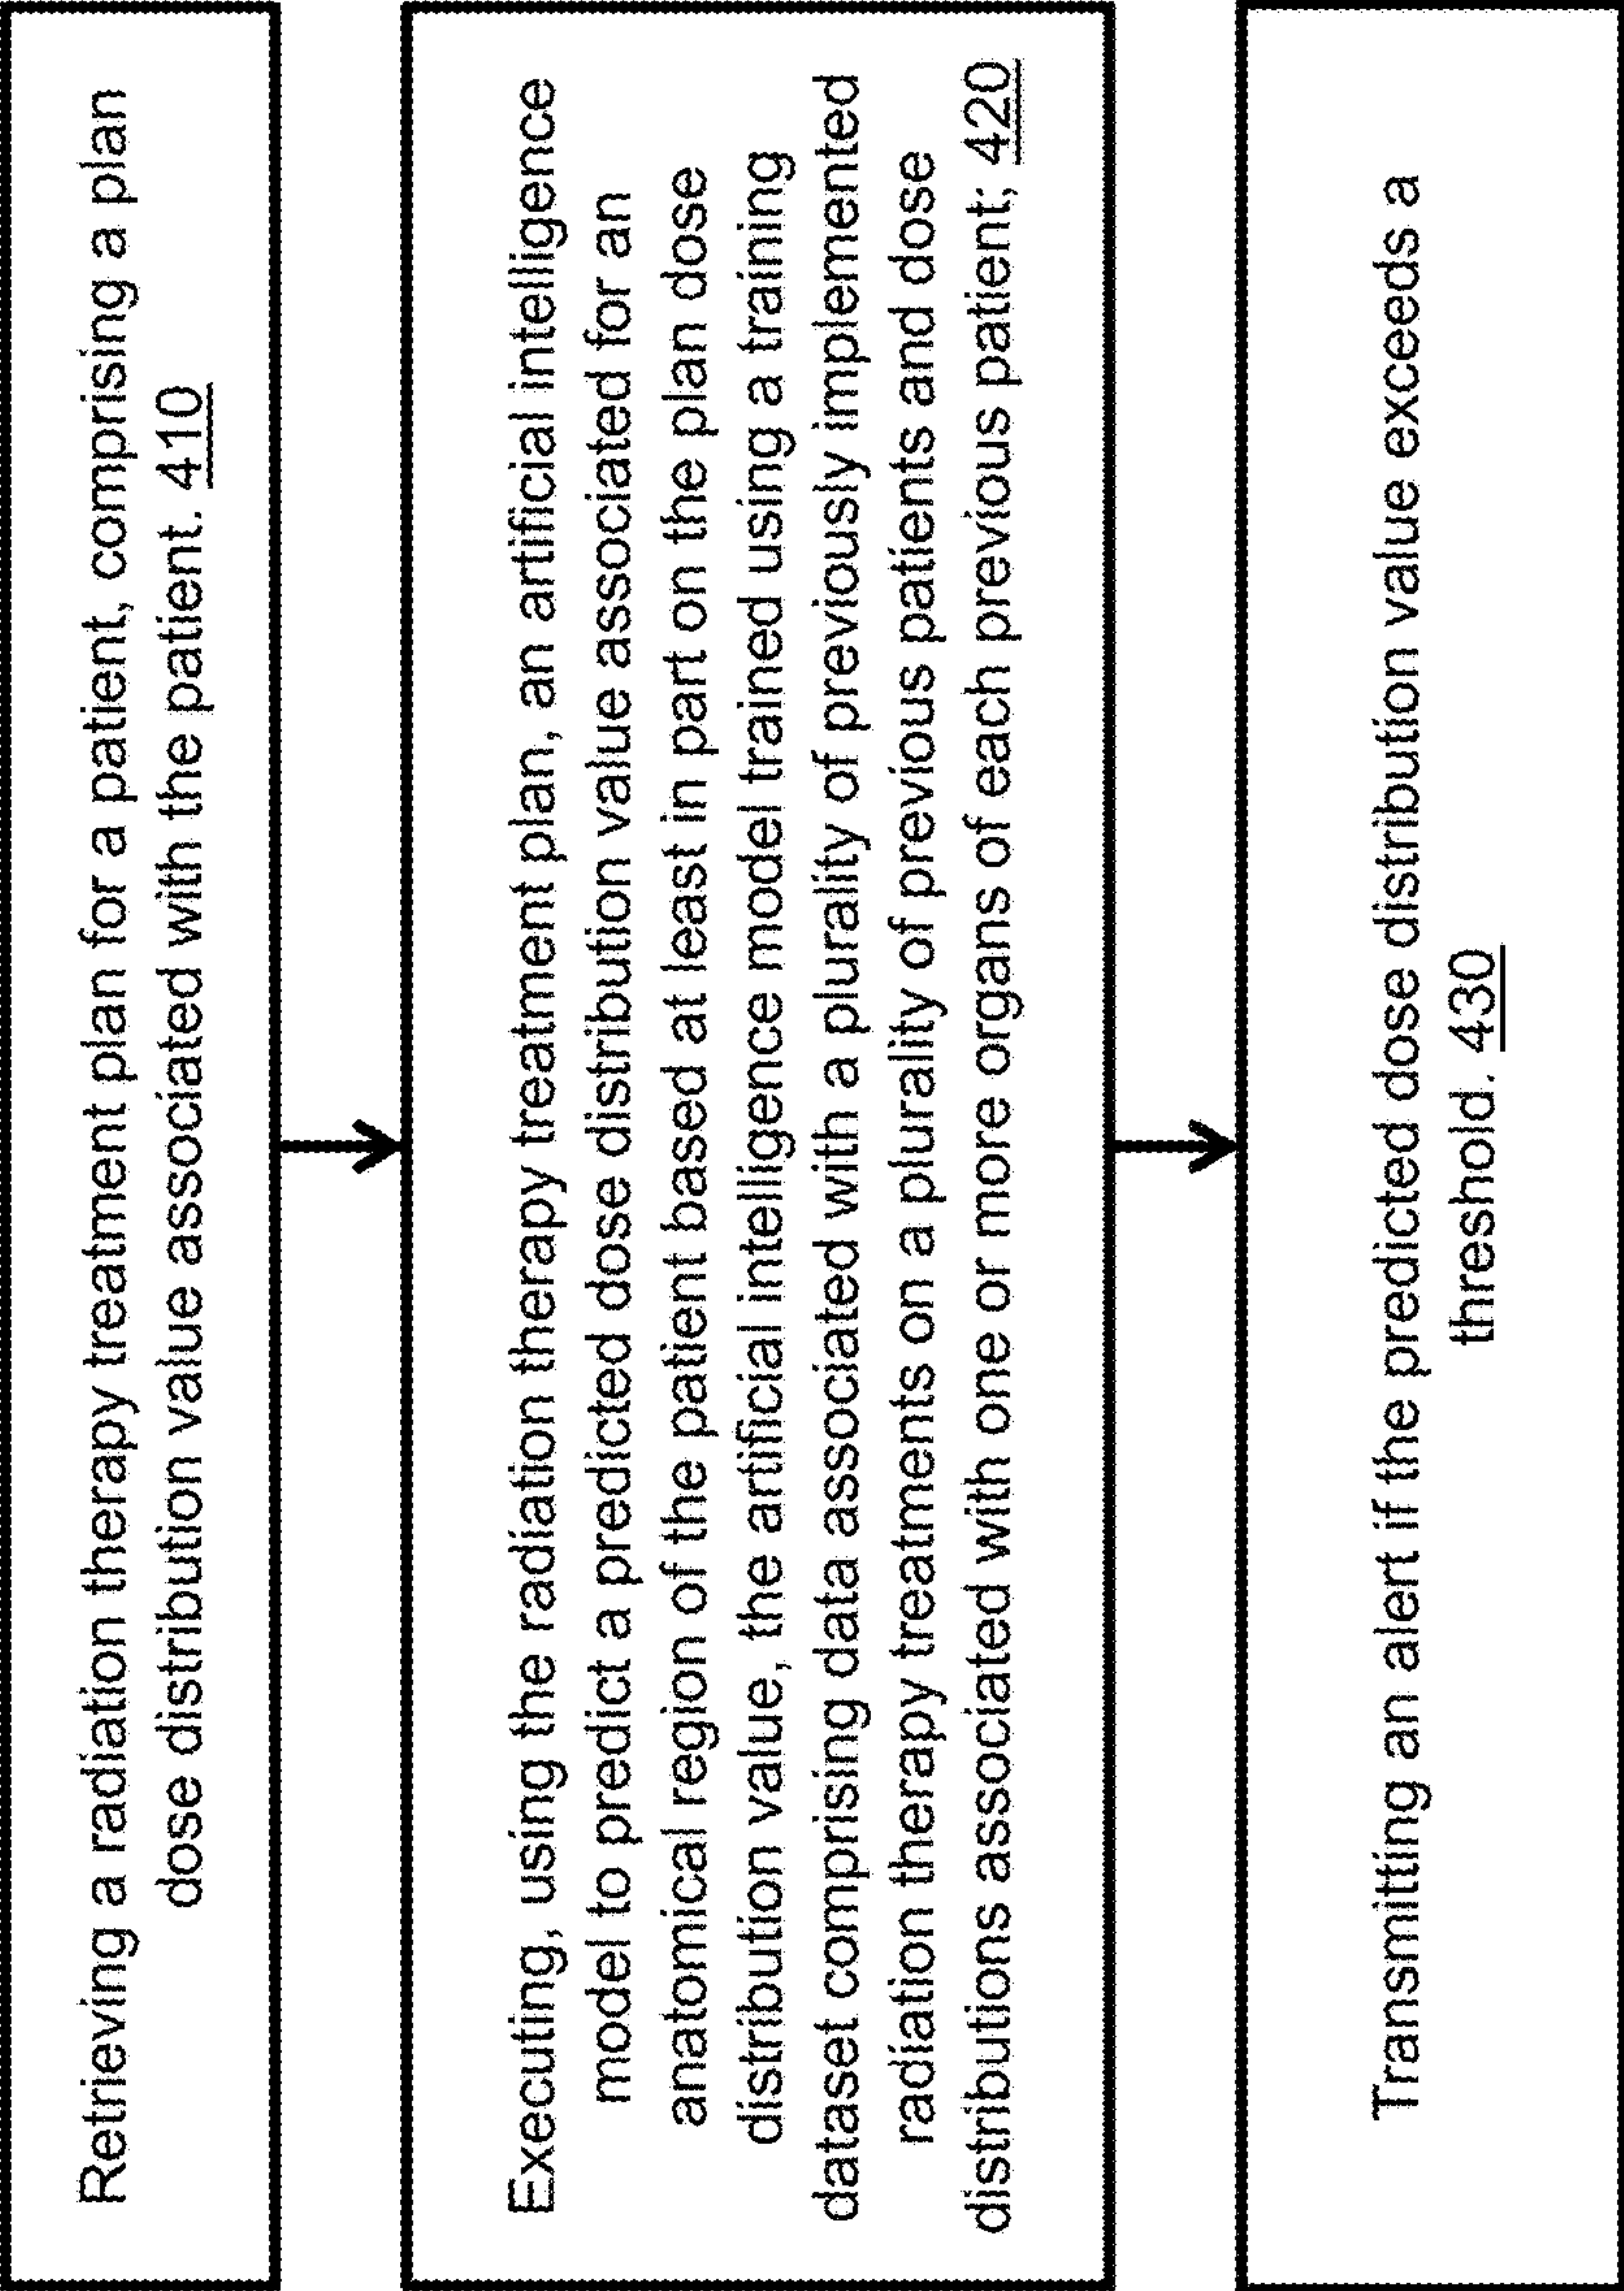 Retrieving a radiation therapy treatment plan for a patient, comprising a plan
dose distribution value associated with the patient. 410
Executing, using the radiation therapy treatment plan, an artificial intelligence
model to predict a predicted dose distribution value associated for an
anatomical region of the patient based at least in part on the plan dose
distribution value, the artificial intelligence model trained using a training
dataset comprising data associated with a plurality of previously implemented
radiation therapy treatments on a plurality of previous patients and dose
distributions associated with one or more organs of each previous patient; 420
Transmitting an alert if the predicted dose distribution value exceeds a
threshold. 430